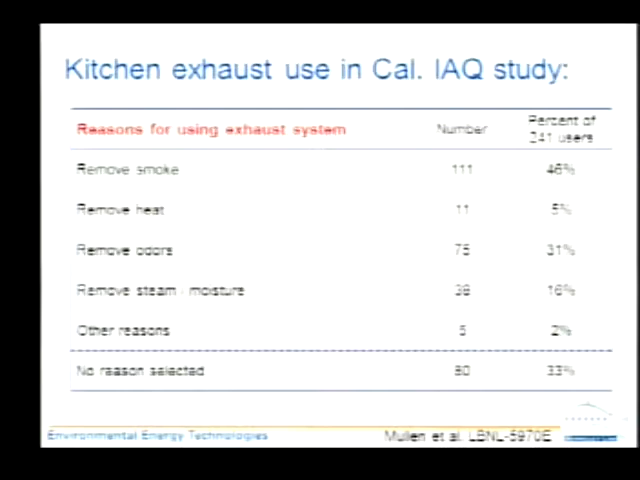 Kitchen exhaust use in Cal. IAQ study:
Reasons for using exhaust system Number Percent of 241 users
Remove smoke 111 46%
Remove heat 11 5%
Remove odors 75 31%
Remove steam / moisture 38 16%
Other reasons 5 2%
No reason selected 80 33%
Environmental Energy Technologies Mullen et al. LBNL-5970E